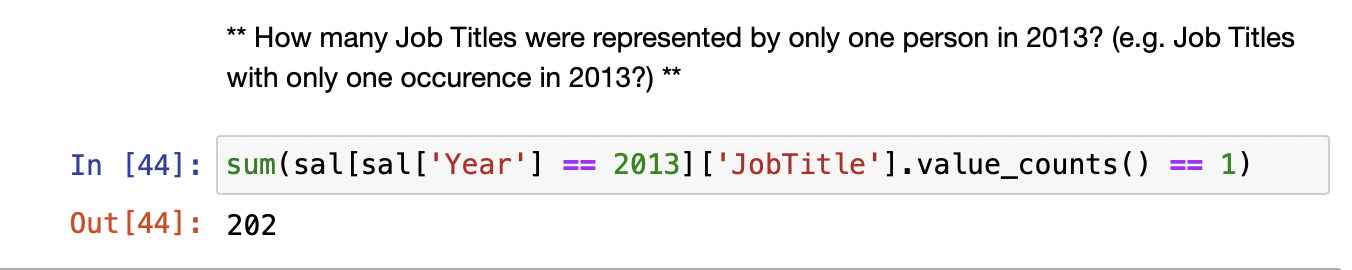 ** How many Job Titles were represented by only one person in 2013? (e.g. Job Titles
with only one occurence in 2013?) **
In [44]: sum(sal[sal['Year'] == 2013]['JobTitle'].value_counts() == 1)
Out[44]: 202